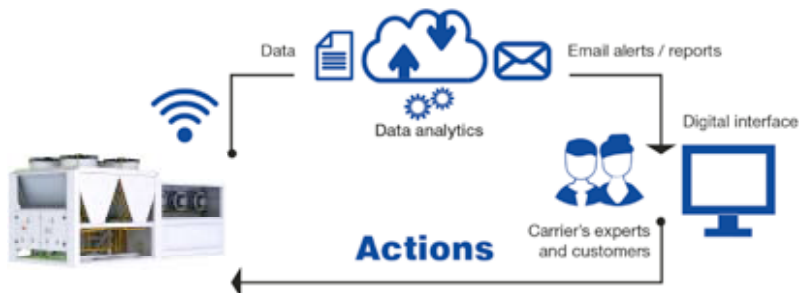 Data
Email alerts / reports
Data analytics
Digital interface
Carrier's experts
and customers
Actions